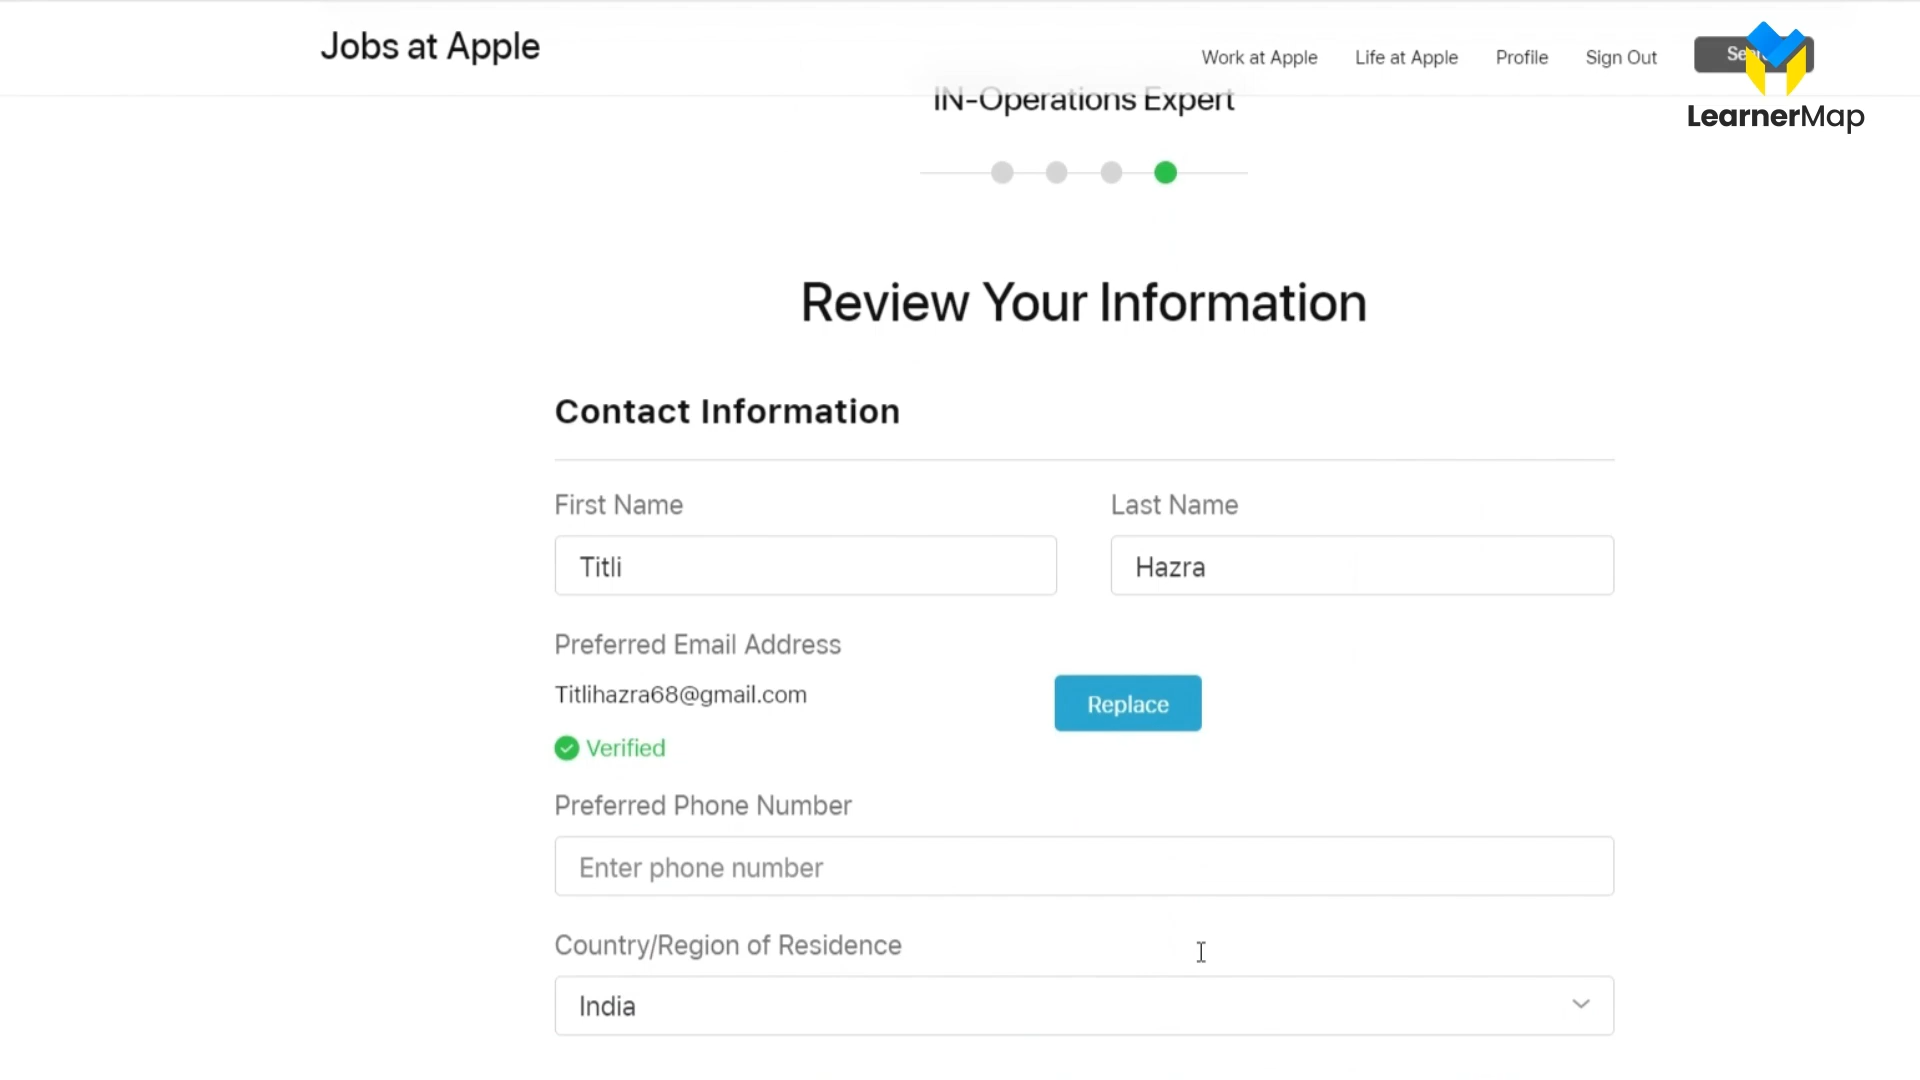 Jobs at Apple
Work at Apple
Life at Apple
Profile
Sign Out
LearnerMap
IN-Operations Expert
Review Your Information
Contact Information
First Name
Last Name
Titli
Hazra
Preferred Email Address
Titlihazra68@gmail.com
Replace
Verified
Preferred Phone Number
Enter phone number
Country/Region of Residence
India